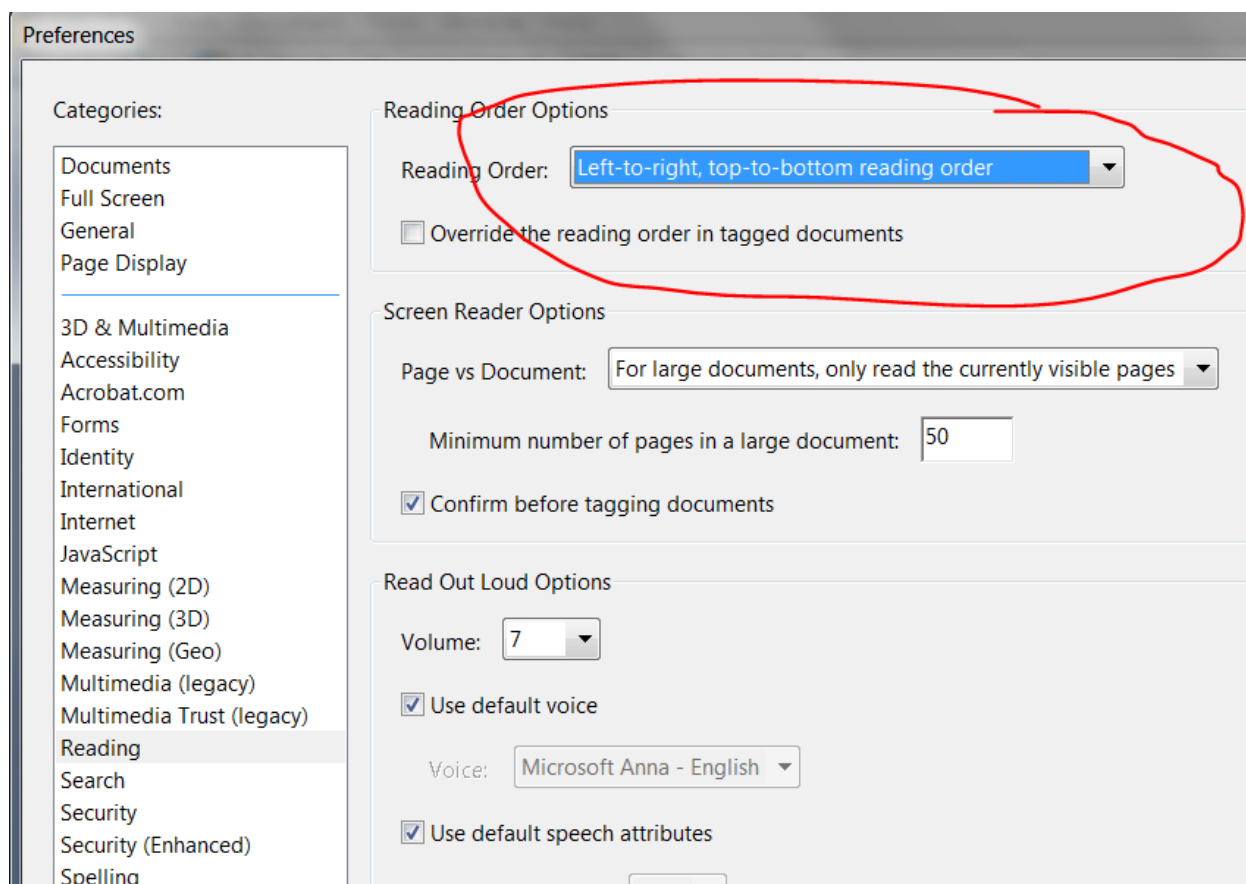 Preferences
Categories:
Documents
Full Screen
General
Page Display
3D & Multimedia
Accessibility
Acrobat.com
Forms
Identity
International
Internet
JavaScript
Measuring (2D)
Measuring (3D)
Measuring (Geo)
Multimedia (legacy)
Multimedia Trust (legacy)
Reading
Search
Security
Security (Enhanced)
Spelling
Reading Order Options
Reading Order: Left-to-right, top-to-bottom reading order
Override the reading order in tagged documents
Screen Reader Options
Page vs Document: For large documents, only read the currently visible pages
Minimum number of pages in a large document: 50
Confirm before tagging documents
Read Out Loud Options
Volume: 7
Use default voice
Voice: Microsoft Anna - English
Use default speech attributes